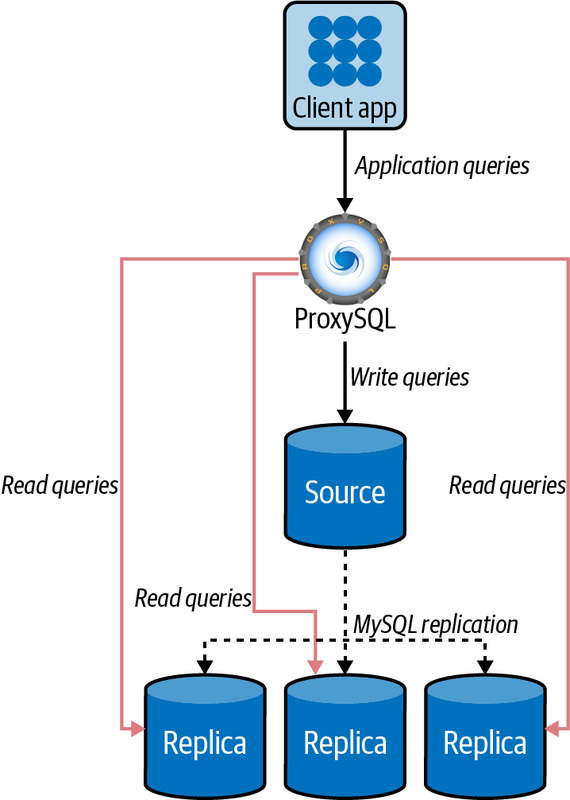 Client app
Application queries
PROXYSQL
ProxySQL
Write queries
Source
Read queries
Read queries
Read queries
MySQL replication
Replica
Replica
Replica